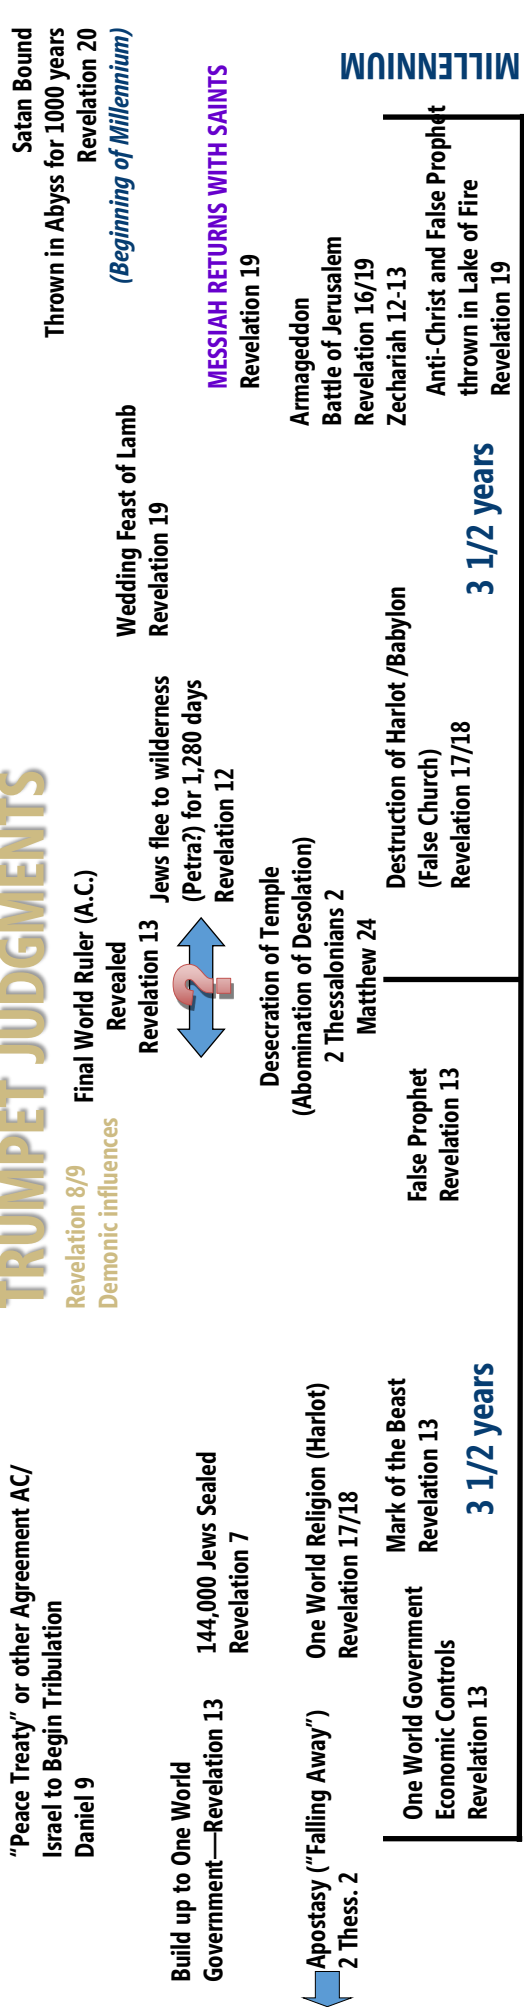 "Peace Treaty" or other Agreement AC/
Israel to Begin Tribulation
Daniel 9
Build up to One World
Government—Revelation 13
Apostasy ("Falling Away")
2 Thess. 2
One World Government
Economic Controls
Revelation 13
144,000 Jews Sealed
Revelation 7
One World Religion (Harlot)
Revelation 17/18
Mark of the Beast
Revelation 13
3 1/2 years
TRUMPET JUDGMENTS
Revelation 8/9
Demonic influences
Final World Ruler (A.C.)
Revealed
Revelation 13
?
Desecration of Temple
(Abomination of Desolation)
2 Thessalonians 2
Matthew 24
False Prophet
Revelation 13
Jews flee to wilderness
(Petra?) for 1,280 days
Revelation 12
Destruction of Harlot /Babylon
(False Church)
Revelation 17/18
Wedding Feast of Lamb
Revelation 19
3 1/2 years
Satan Bound
Thrown in Abyss for 1000 years
Revelation 20
(Beginning of Millennium)
MESSIAH RETURNS WITH SAINTS
Revelation 19
Armageddon
Battle of Jerusalem
Revelation 16/19
Zechariah 12-13
Anti-Christ and False Prophet
thrown in Lake of Fire
Revelation 19
MILLENNIUM